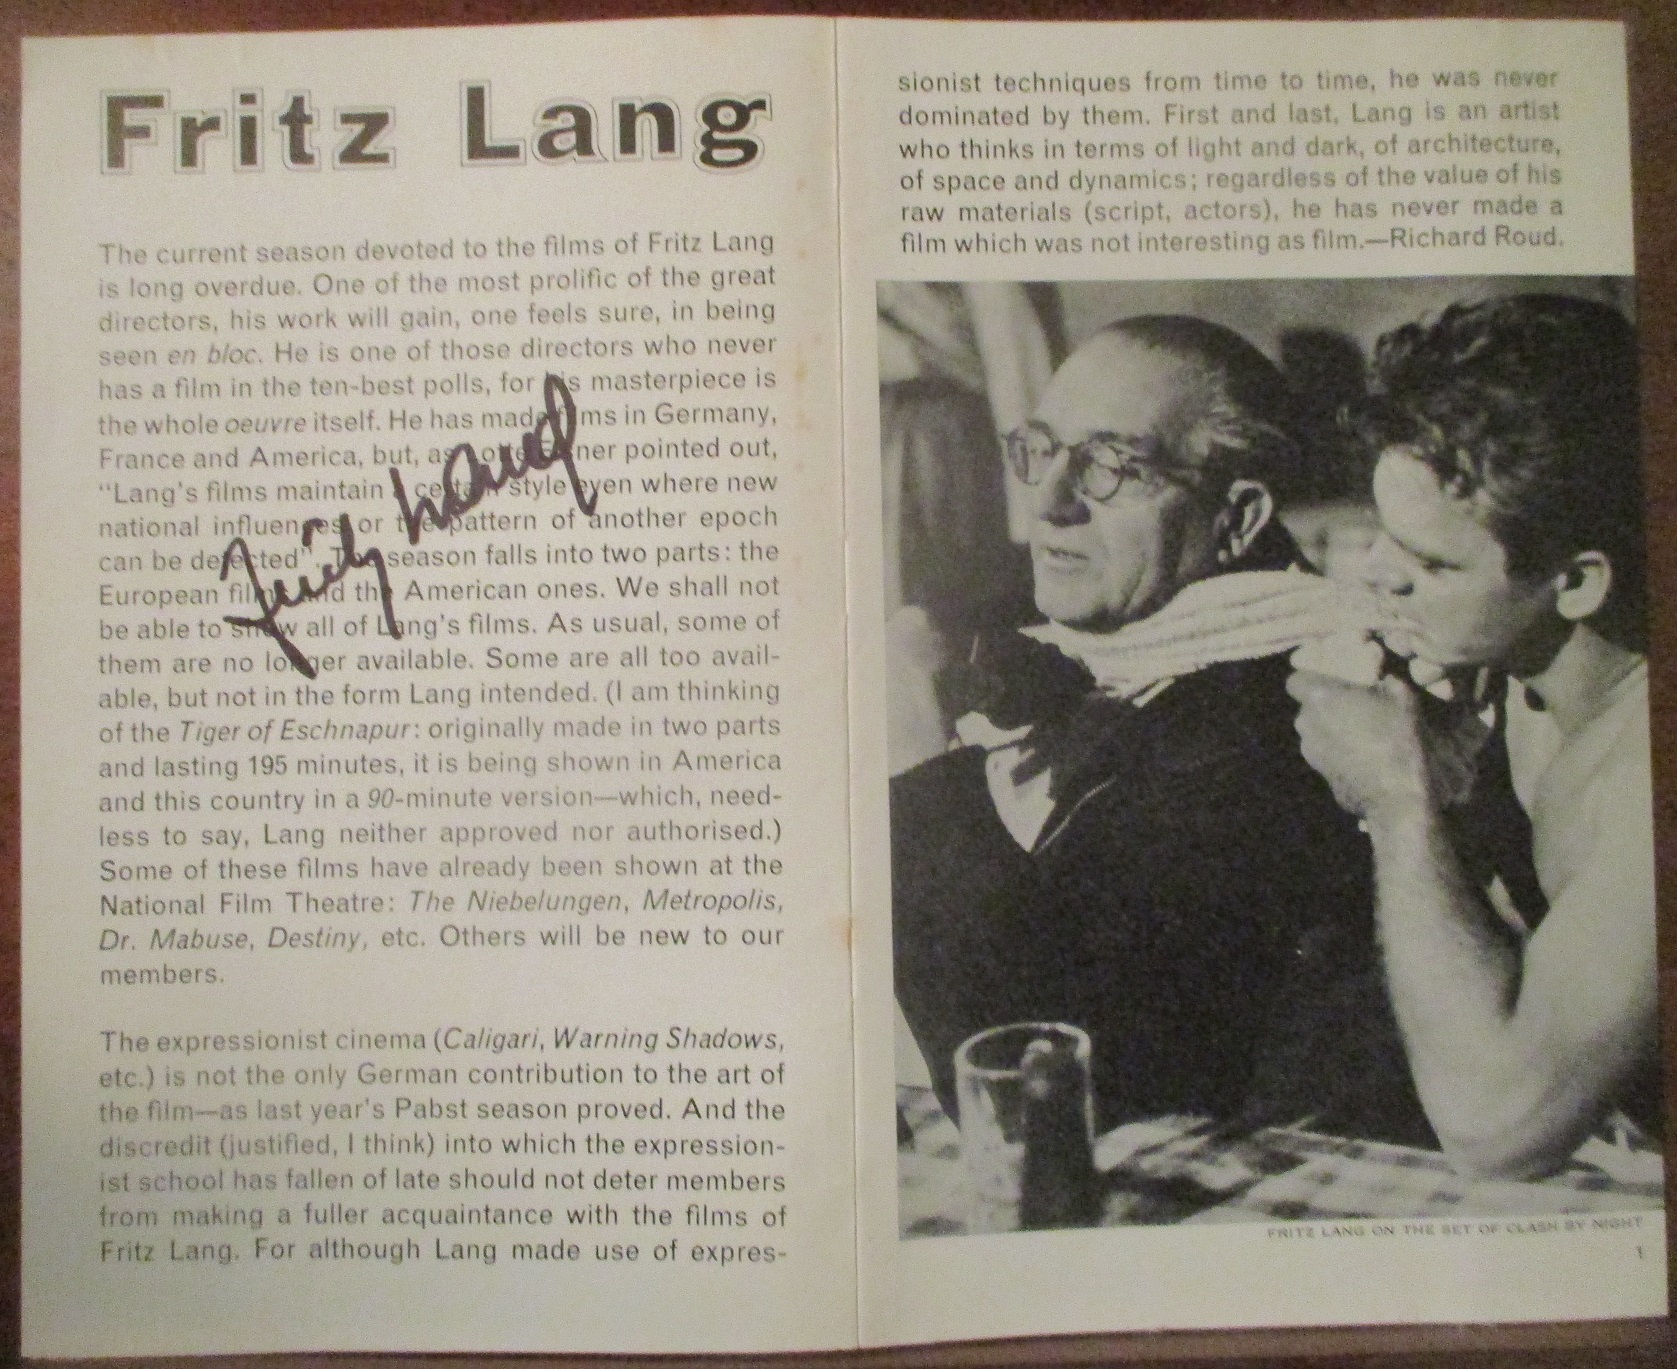 Fritz Lang
The current season devoted to the films of Fritz Lang
is long overdue. One of the most prolific of the great
directors, his work will gain, one feels sure, in being
seen en bloc. He is one of those directors who never
has a film in the ten-best polls, for his masterpiece is
the whole oeuvre itself. He has made films in Germany,
France and America, but, as Lotte Eisner pointed out,
“Lang's films maintain a certain style even where new
national influences or the pattern of another epoch
can be detected”. The season falls into two parts: the
European films and the American ones. We shall not
be able to show all of Lang's films. As usual, some of
them are no longer available. Some are all too avail-
able, but not in the form Lang intended. (I am thinking
of the Tiger of Eschnapur: originally made in two parts
and lasting 195 minutes, it is being shown in America
and this country in a 90-minute version—which, need-
less to say, Lang neither approved nor authorised.)
Some of these films have already been shown at the
National Film Theatre: The Niebelungen, Metropolis,
Dr. Mabuse, Destiny, etc. Others will be new to our
members.
The expressionist cinema (Caligari, Warning Shadows,
etc.) is not the only German contribution to the art of
the film—as last year's Pabst season proved. And the
discredit (justified, I think) into which the expression-
ist school has fallen of late should not deter members
from making a fuller acquaintance with the films of
Fritz Lang. For although Lang made use of expres-
Fritz Lang
sionist techniques from time to time, he was never
dominated by them. First and last, Lang is an artist
who thinks in terms of light and dark, of architecture,
of space and dynamics; regardless of the value of his
raw materials (script, actors), he has never made a
film which was not interesting as film.—Richard Roud.
FRITZ LANG ON THE SET OF CLASH BY NIGHT
1